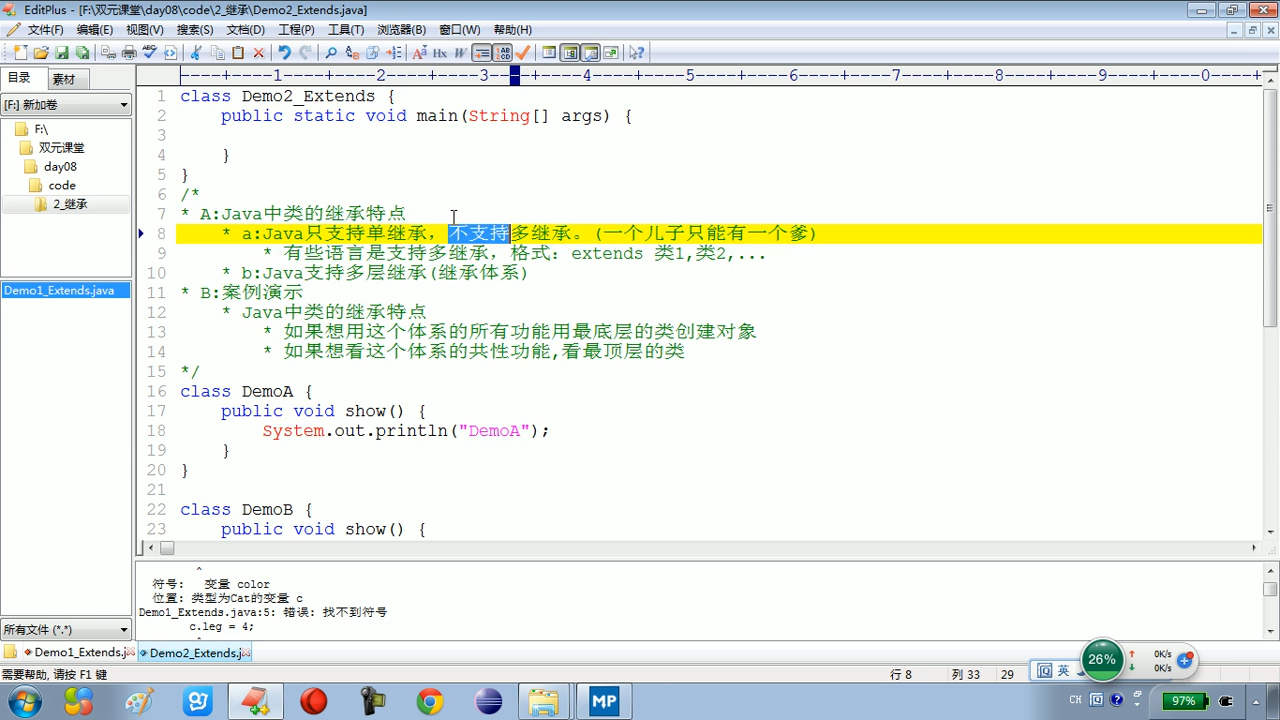 EditPlus - [F:\双元课堂\day08\code\2_继承\Demo2_Extends.java]
文件(F) 编辑(E) 视图(V) 搜索(S) 文档(D) 工程(P) 工具(T) 浏览器(B) 窗口(W) 帮助(H)
目录 素材
----+----1----+----2----+----3----+----4----+----5----+----6----+----7----+----8----+----9----+----0----+-
[F:] 新加卷
F:\
双元课堂
day08
code
2_继承
Demo1_Extends.java
所有文件 (*.*)
1 class Demo2_Extends {
2 public static void main(String[] args) {
3
4 }
5 }
6 /*
7 * A:Java中类的继承特点
8 * a:Java只支持单继承，不支持多继承。(一个儿子只能有一个爹)
9 * 有些语言是支持多继承，格式：extends 类1,类2,...
10 * b:Java支持多层继承(继承体系)
11 * B:案例演示
12 * Java中类的继承特点
13 * 如果想用这个体系的所有功能用最底层的类创建对象
14 * 如果想看这个体系的共性功能,看最顶层的类
15 */
16 class DemoA {
17 public void show() {
18 System.out.println("DemoA");
19 }
20 }
21
22 class DemoB {
23 public void show() {
^
符号: 变量 color
位置: 类型为Cat的变量 c
Demo1_Extends.java:5: 错误: 找不到符号
c.leg = 4;
^
Demo1_Extends.j Demo2_Extends.j
需要帮助, 请按 F1 键 行 8 列 33 29
英 26% 0K/s
0K/s
MP CH 97%